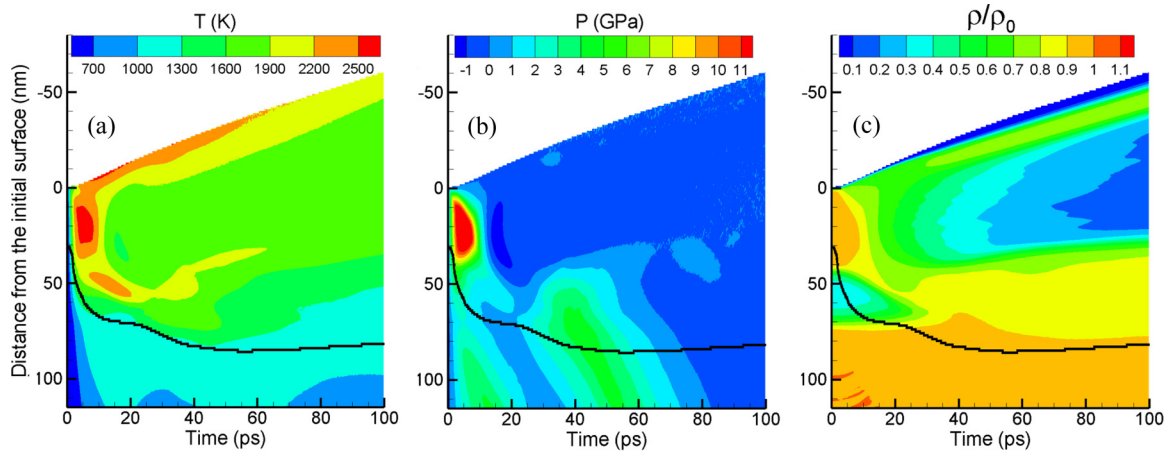 T (K)
700 1000 1300 1600 1900 2200 2500
P (GPa)
-1 0 1 2 3 4 5 6 7 8 9 10 11
ρ/ρ0
0.1 0.2 0.3 0.4 0.5 0.6 0.7 0.8 0.9 1 1.1
Distance from the initial surface (nm)
(a)
-50
0
50
100
0 20 40 60 80 100
Time (ps)
(b)
-50
0
50
100
0 20 40 60 80 100
Time (ps)
(c)
-50
0
50
100
0 20 40 60 80 100
Time (ps)